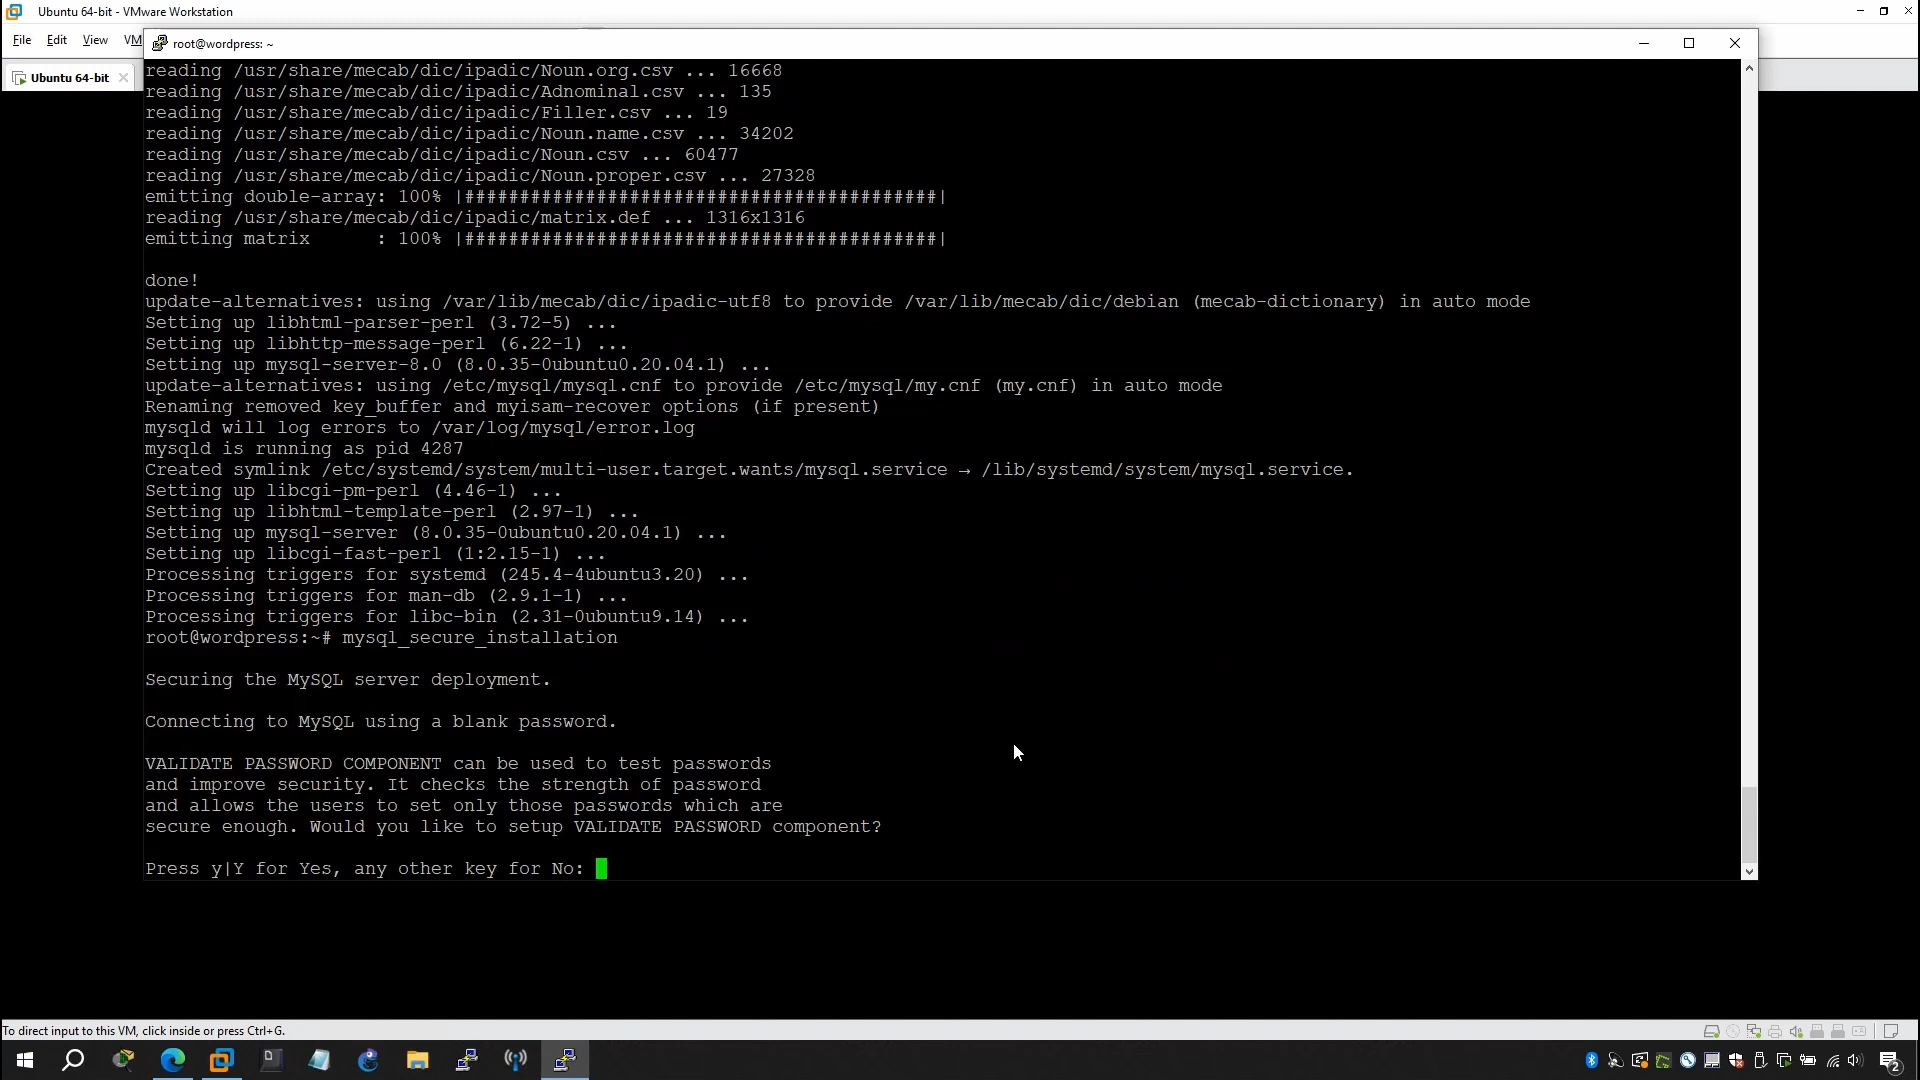 Ubuntu 64-bit - VMware Workstation
File Edit View VM
root@wordpress: ~
Ubuntu 64-bit
reading /usr/share/mecab/dic/ipadic/Noun.org.csv ... 16668
reading /usr/share/mecab/dic/ipadic/Adnominal.csv ... 135
reading /usr/share/mecab/dic/ipadic/Filler.csv ... 19
reading /usr/share/mecab/dic/ipadic/Noun.name.csv ... 34202
reading /usr/share/mecab/dic/ipadic/Noun.csv ... 60477
reading /usr/share/mecab/dic/ipadic/Noun.proper.csv ... 27328
emitting double-array: 100% |###########################################|
reading /usr/share/mecab/dic/ipadic/matrix.def ... 1316x1316
emitting matrix      : 100% |###########################################|
done!
update-alternatives: using /var/lib/mecab/dic/ipadic-utf8 to provide /var/lib/mecab/dic/debian (mecab-dictionary) in auto mode
Setting up libhtml-parser-perl (3.72-5) ...
Setting up libhttp-message-perl (6.22-1) ...
Setting up mysql-server-8.0 (8.0.35-0ubuntu0.20.04.1) ...
update-alternatives: using /etc/mysql/mysql.cnf to provide /etc/mysql/my.cnf (my.cnf) in auto mode
Renaming removed key_buffer and myisam-recover options (if present)
mysqld will log errors to /var/log/mysql/error.log
mysqld is running as pid 4287
Created symlink /etc/systemd/system/multi-user.target.wants/mysql.service → /lib/systemd/system/mysql.service.
Setting up libcgi-pm-perl (4.46-1) ...
Setting up libhtml-template-perl (2.97-1) ...
Setting up mysql-server (8.0.35-0ubuntu0.20.04.1) ...
Setting up libcgi-fast-perl (1:2.15-1) ...
Processing triggers for systemd (245.4-4ubuntu3.20) ...
Processing triggers for man-db (2.9.1-1) ...
Processing triggers for libc-bin (2.31-0ubuntu9.14) ...
root@wordpress:~# mysql_secure_installation
Securing the MySQL server deployment.
Connecting to MySQL using a blank password.
VALIDATE PASSWORD COMPONENT can be used to test passwords
and improve security. It checks the strength of password
and allows the users to set only those passwords which are
secure enough. Would you like to setup VALIDATE PASSWORD component?
Press y|Y for Yes, any other key for No:
To direct input to this VM, click inside or press Ctrl+G.
2